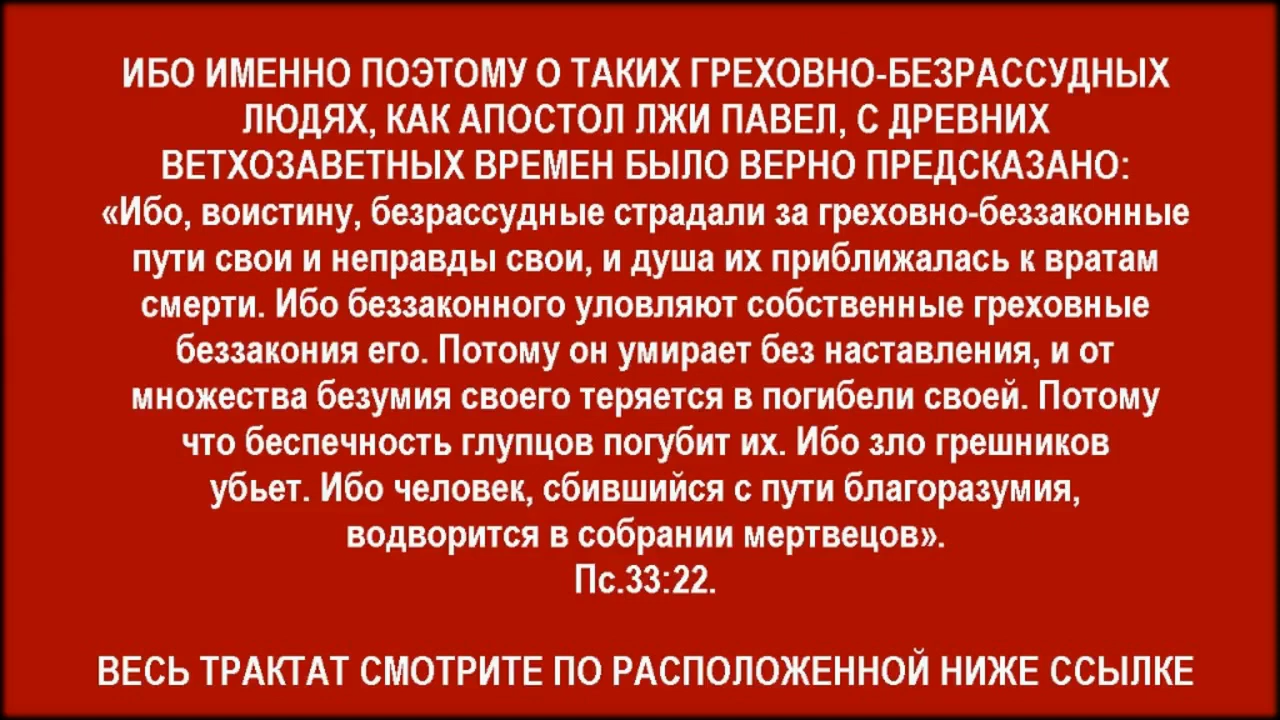 ИБО ИМЕННО ПОЭТОМУ О ТАКИХ ГРЕХОВНО-БЕЗРАССУДНЫХ
ЛЮДЯХ, КАК АПОСТОЛ ЛЖИ ПАВЕЛ, С ДРЕВНИХ
ВЕТХОЗАВЕТНЫХ ВРЕМЕН БЫЛО ВЕРНО ПРЕДСКАЗАНО:
«Ибо, воистину, безрассудные страдали за греховно-беззаконные
пути свои и неправды свои, и душа их приближалась к вратам
смерти. Ибо беззаконного уловляют собственные греховные
беззакония его. Потому он умирает без наставления, и от
множества безумия своего теряется в погибели своей. Потому
что беспечность глупцов погубит их. Ибо зло грешников
убьет. Ибо человек, сбившийся с пути благоразумия,
водворится в собрании мертвецов».
Пс.33:22.
ВЕСЬ ТРАКТАТ СМОТРИТЕ ПО РАСПОЛОЖЕННОЙ НИЖЕ ССЫЛКЕ